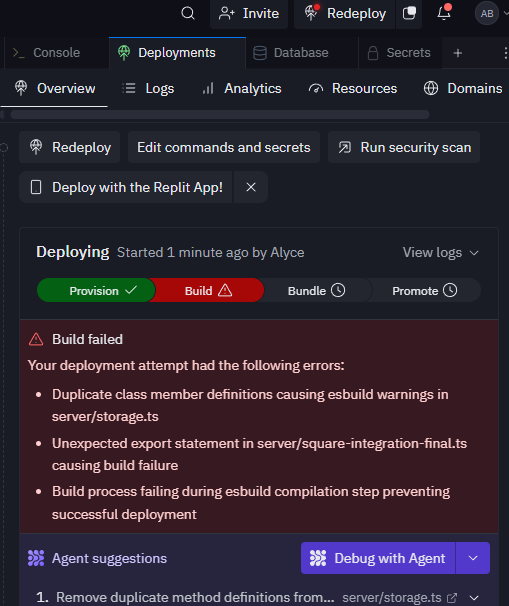 Invite Redeploy AB
Console Deployments Database Secrets +
Overview Logs Analytics Resources Domains
Redeploy Edit commands and secrets Run security scan
Deploy with the Replit App! ×
Deploying Started 1 minute ago by Alyce View logs
Provision Build Bundle Promote
Build failed
Your deployment attempt had the following errors:
• Duplicate class member definitions causing esbuild warnings in
server/storage.ts
• Unexpected export statement in server/square-integration-final.ts
causing build failure
• Build process failing during esbuild compilation step preventing
successful deployment
Agent suggestions Debug with Agent
1. Remove duplicate method definitions from... server/storage.ts